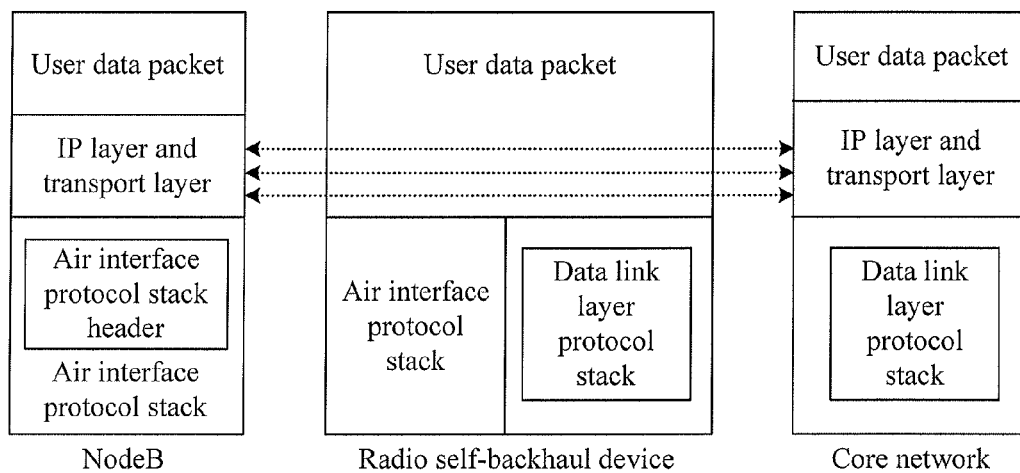 User data packet
IP layer and
transport layer
Air interface
protocol stack
header
Air interface
protocol stack
NodeB
User data packet
Air interface
protocol
stack
Data link
layer
protocol
stack
Radio self-backhaul device
User data packet
IP layer and
transport layer
Data link
layer
protocol
stack
Core network